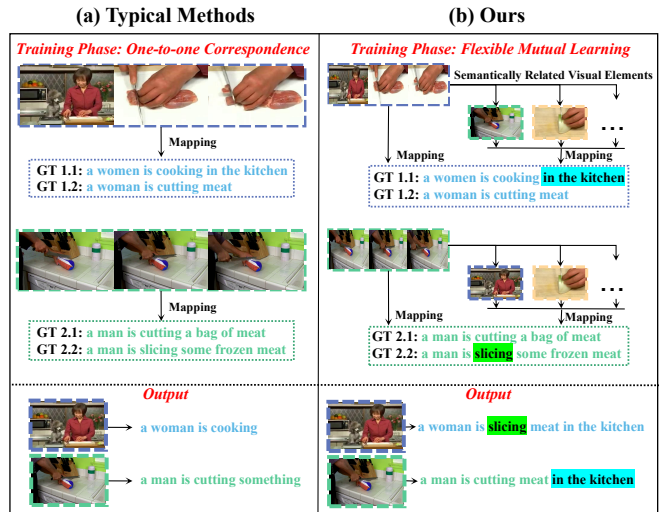 (a) Typical Methods
Training Phase: One-to-one Correspondence
Mapping
GT 1.1: a women is cooking in the kitchen
GT 1.2: a woman is cutting meat
Mapping
GT 2.1: a man is cutting a bag of meat
GT 2.2: a man is slicing some frozen meat
Output
a woman is cooking
a man is cutting something
(b) Ours
Training Phase: Flexible Mutual Learning
Semantically Related Visual Elements
...
Mapping
Mapping
GT 1.1: a women is cooking in the kitchen
GT 1.2: a woman is cutting meat
...
Mapping
Mapping
GT 2.1: a man is cutting a bag of meat
GT 2.2: a man is slicing some frozen meat
Output
a woman is slicing meat in the kitchen
a man is cutting meat in the kitchen